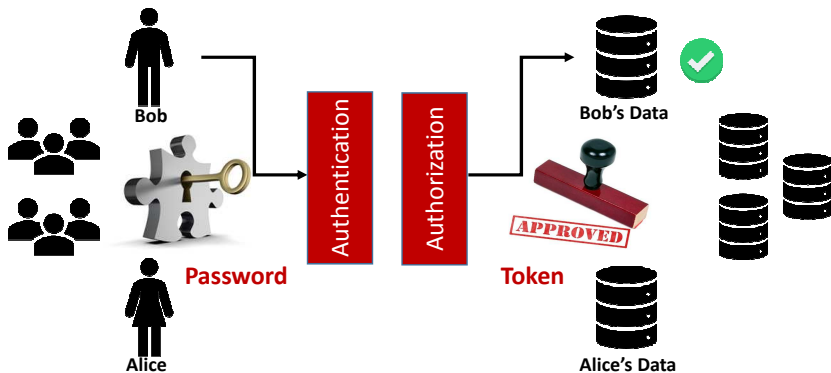 Bob
Authentication
Authorization
Bob's Data
APPROVED
Password
Token
Alice
Alice's Data